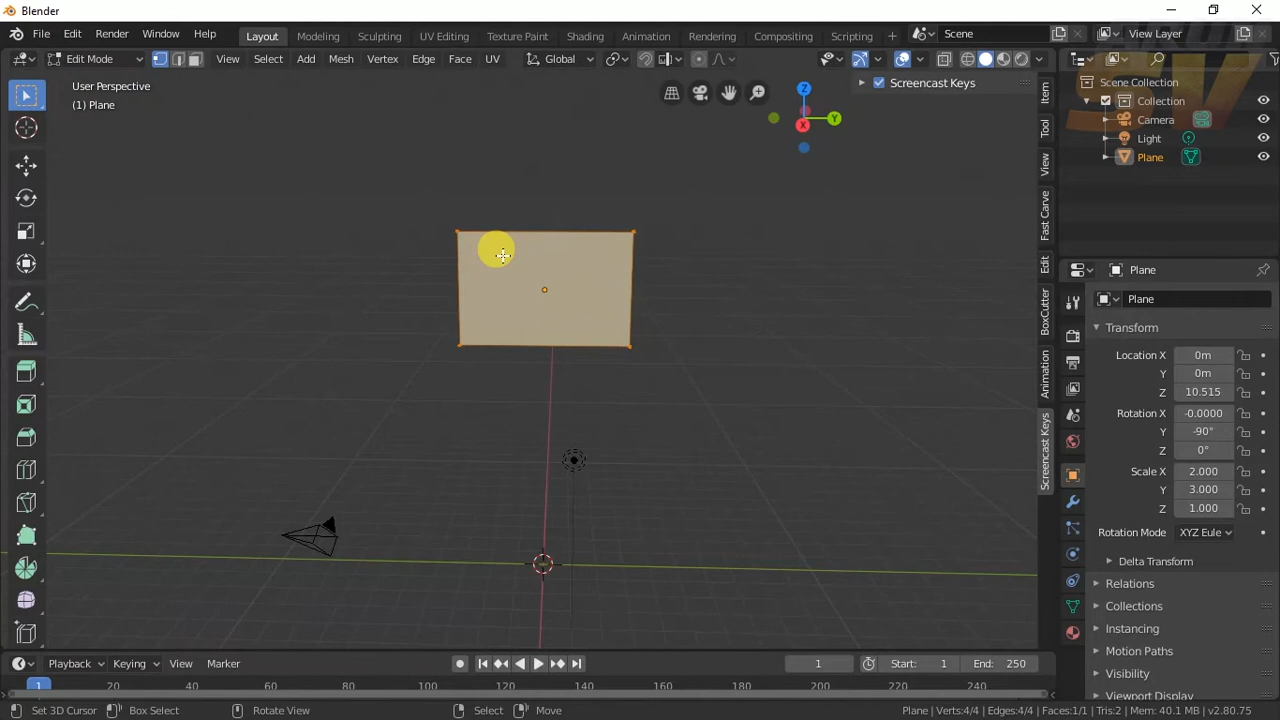 Blender
File Edit Render Window Help Layout Modeling Sculpting UV Editing Texture Paint Shading Animation Rendering Compositing Scripting + Scene View Layer
Edit Mode View Select Add Mesh Vertex Edge Face UV Global
User Perspective
(1) Plane
Screencast Keys
Z
Y
X
Item
Tool
View
Fast Carve
Edit
BoxCutter
Animation
Screencast Keys
Scene Collection
Collection
Camera
Light
Plane
Plane
Plane
Transform
Location X 0m
Y 0m
Z 10.515
Rotation X -0.0000
Y -90°
Z 0°
Scale X 2.000
Y 3.000
Z 1.000
Rotation Mode XYZ Eule
Delta Transform
Relations
Collections
Instancing
Motion Paths
Visibility
Viewport Display
Playback Keying View Marker 1 Start: 1 End: 250
1 20 40 60 80 100 120 140 160 180 200 220 240
Set 3D Cursor Box Select Rotate View Select Move Plane | Verts:4/4 | Edges:4/4 | Faces:1/1 | Tris:2 | Mem: 40.1 MB | v2.80.75